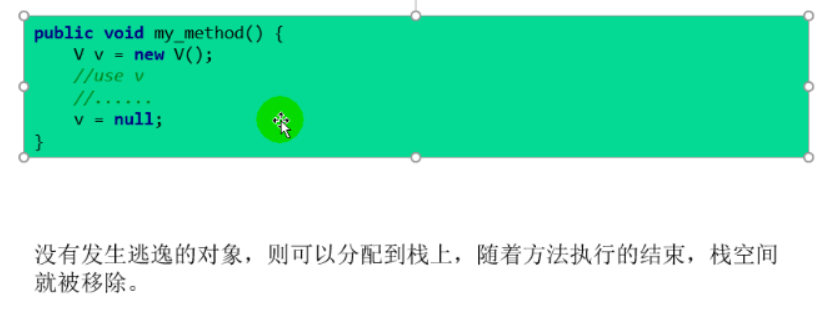 public void my_method() {
    V v = new V();
    //use v
    //......
    v = null;
}
没有发生逃逸的对象，则可以分配到栈上，随着方法执行的结束，栈空间
就被移除。